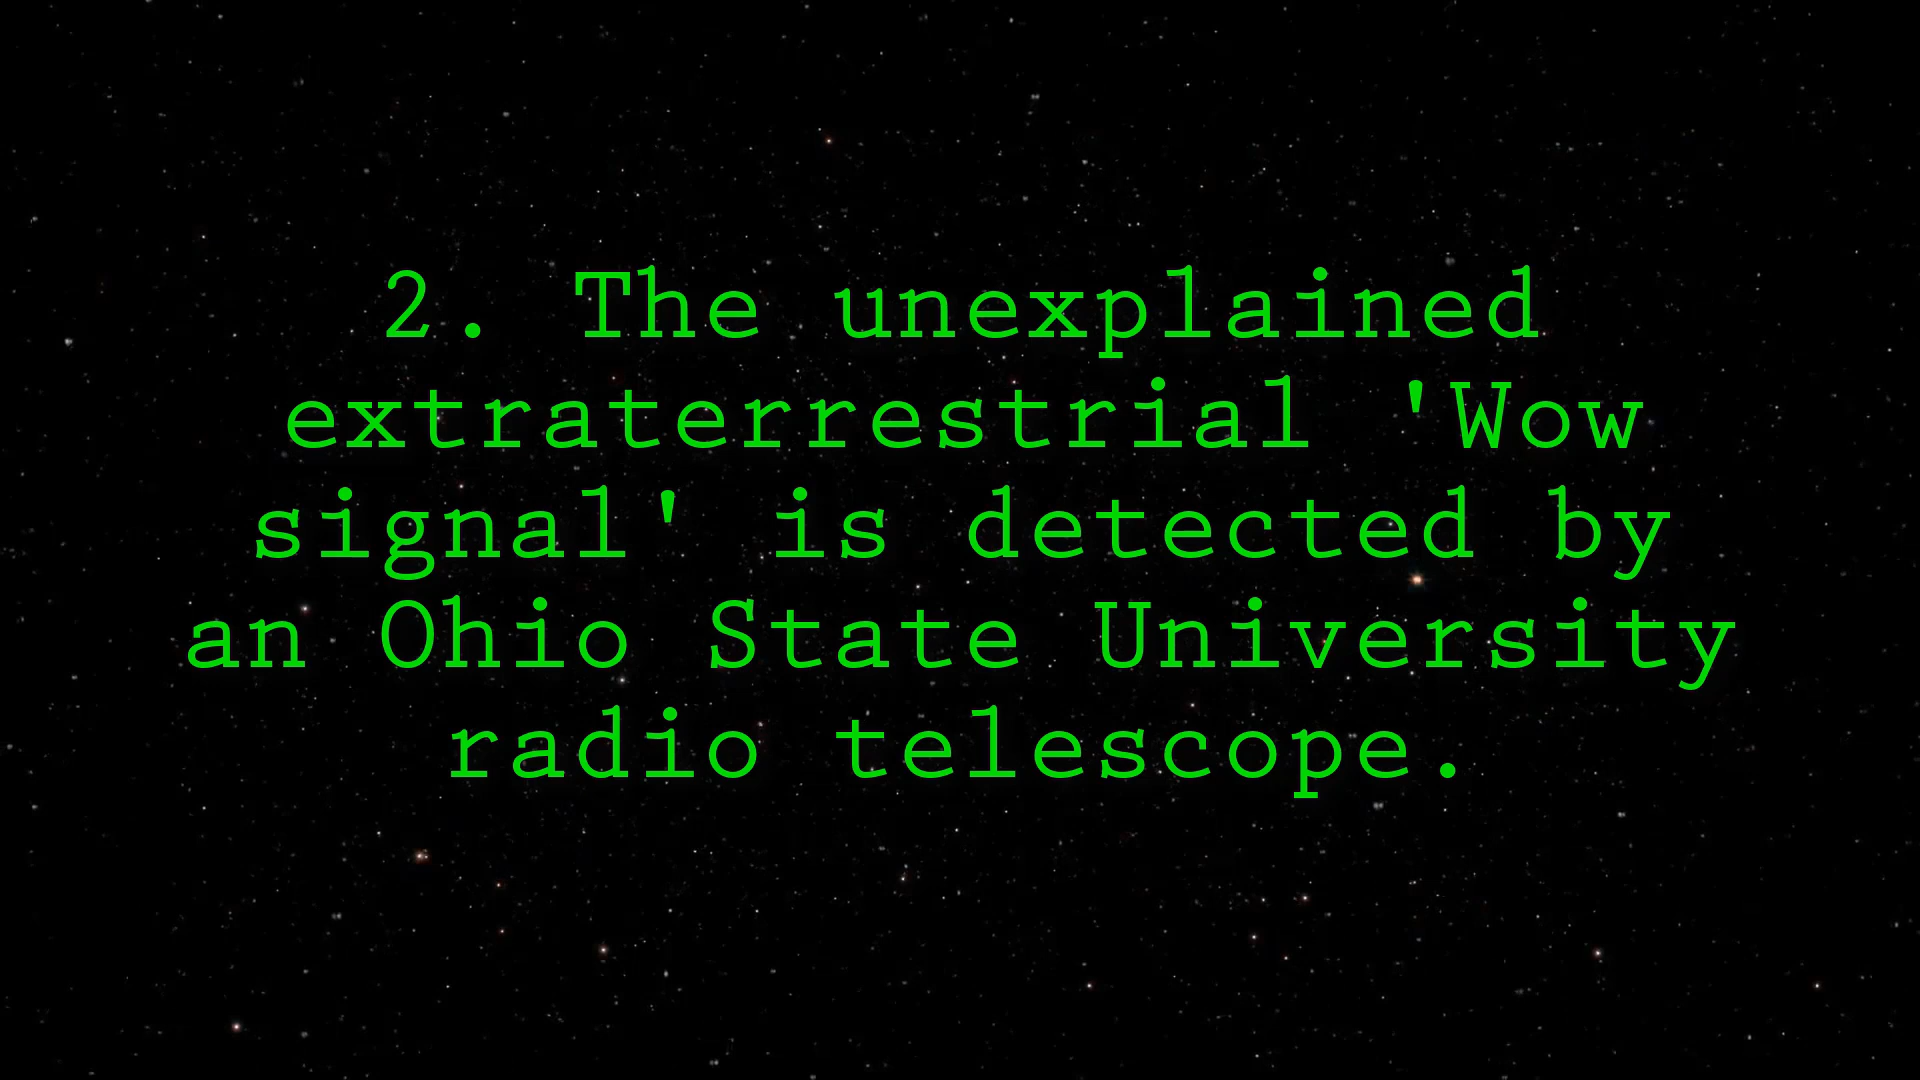 2. The unexplained
extraterrestrial 'Wow
signal' is detected by
an Ohio State University
radio telescope.